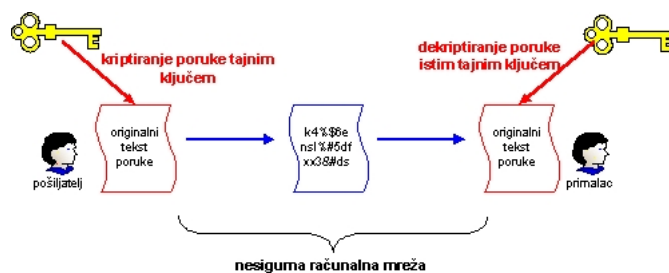 kriptiranje poruke tajnim
ključem
dekriptiranje poruke
istim tajnim ključem
originalni
tekst
poruke
k4%$6e
nsl%#5df
xx38#ds
originalni
tekst
poruke
pošiljatelj
primalac
nesigurna računalna mreža